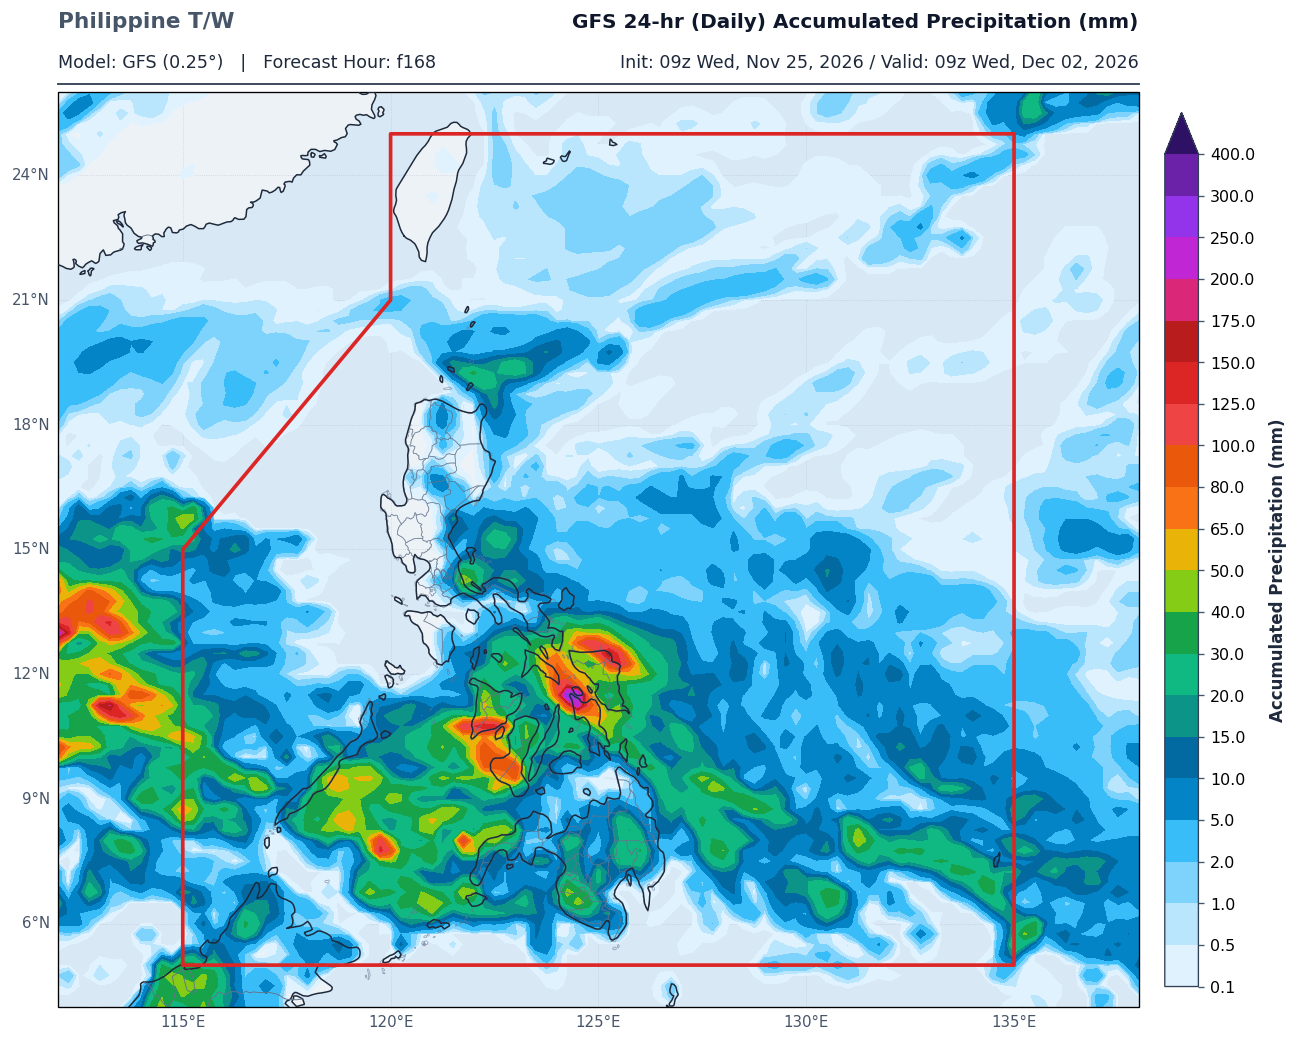 Philippine T/W
GFS 24-hr (Daily) Accumulated Precipitation (mm)
Model: GFS (0.25°)   |   Forecast Hour: f168
Init: 09z Wed, Nov 25, 2026 / Valid: 09z Wed, Dec 02, 2026
24°N
21°N
18°N
15°N
12°N
9°N
6°N
115°E
120°E
125°E
130°E
135°E
400.0
300.0
250.0
200.0
175.0
150.0
125.0
100.0
80.0
65.0
50.0
40.0
30.0
20.0
15.0
10.0
5.0
2.0
1.0
0.5
0.1
Accumulated Precipitation (mm)